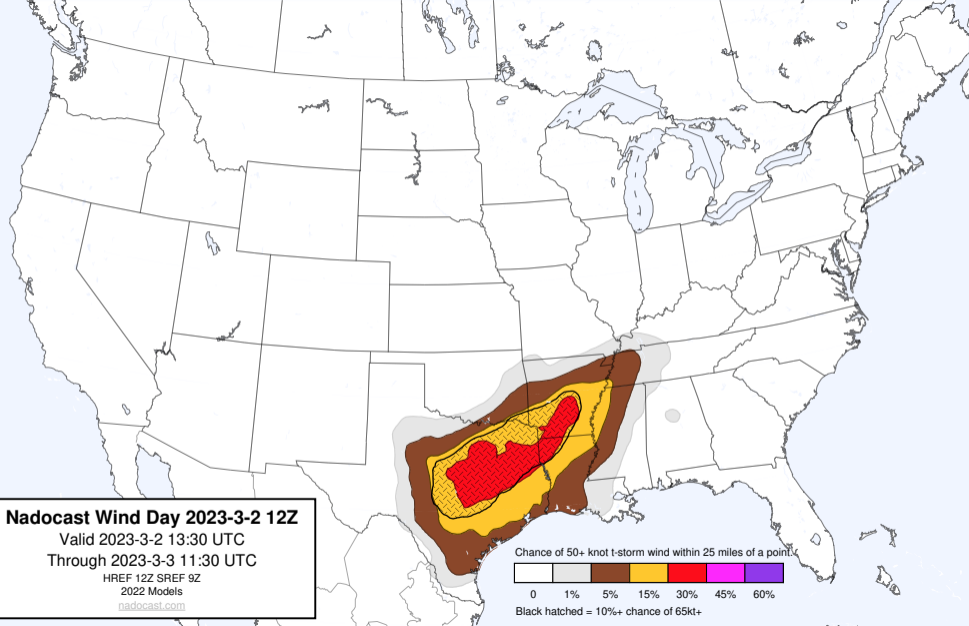 Nadocast Wind Day 2023-3-2 12Z
Valid 2023-3-2 13:30 UTC
Through 2023-3-3 11:30 UTC
HREF 12Z SREF 9Z
2022 Models
nadocast.com
Chance of 50+ knot t-storm wind within 25 miles of a point.
0 1% 5% 15% 30% 45% 60%
Black hatched = 10%+ chance of 65kt+